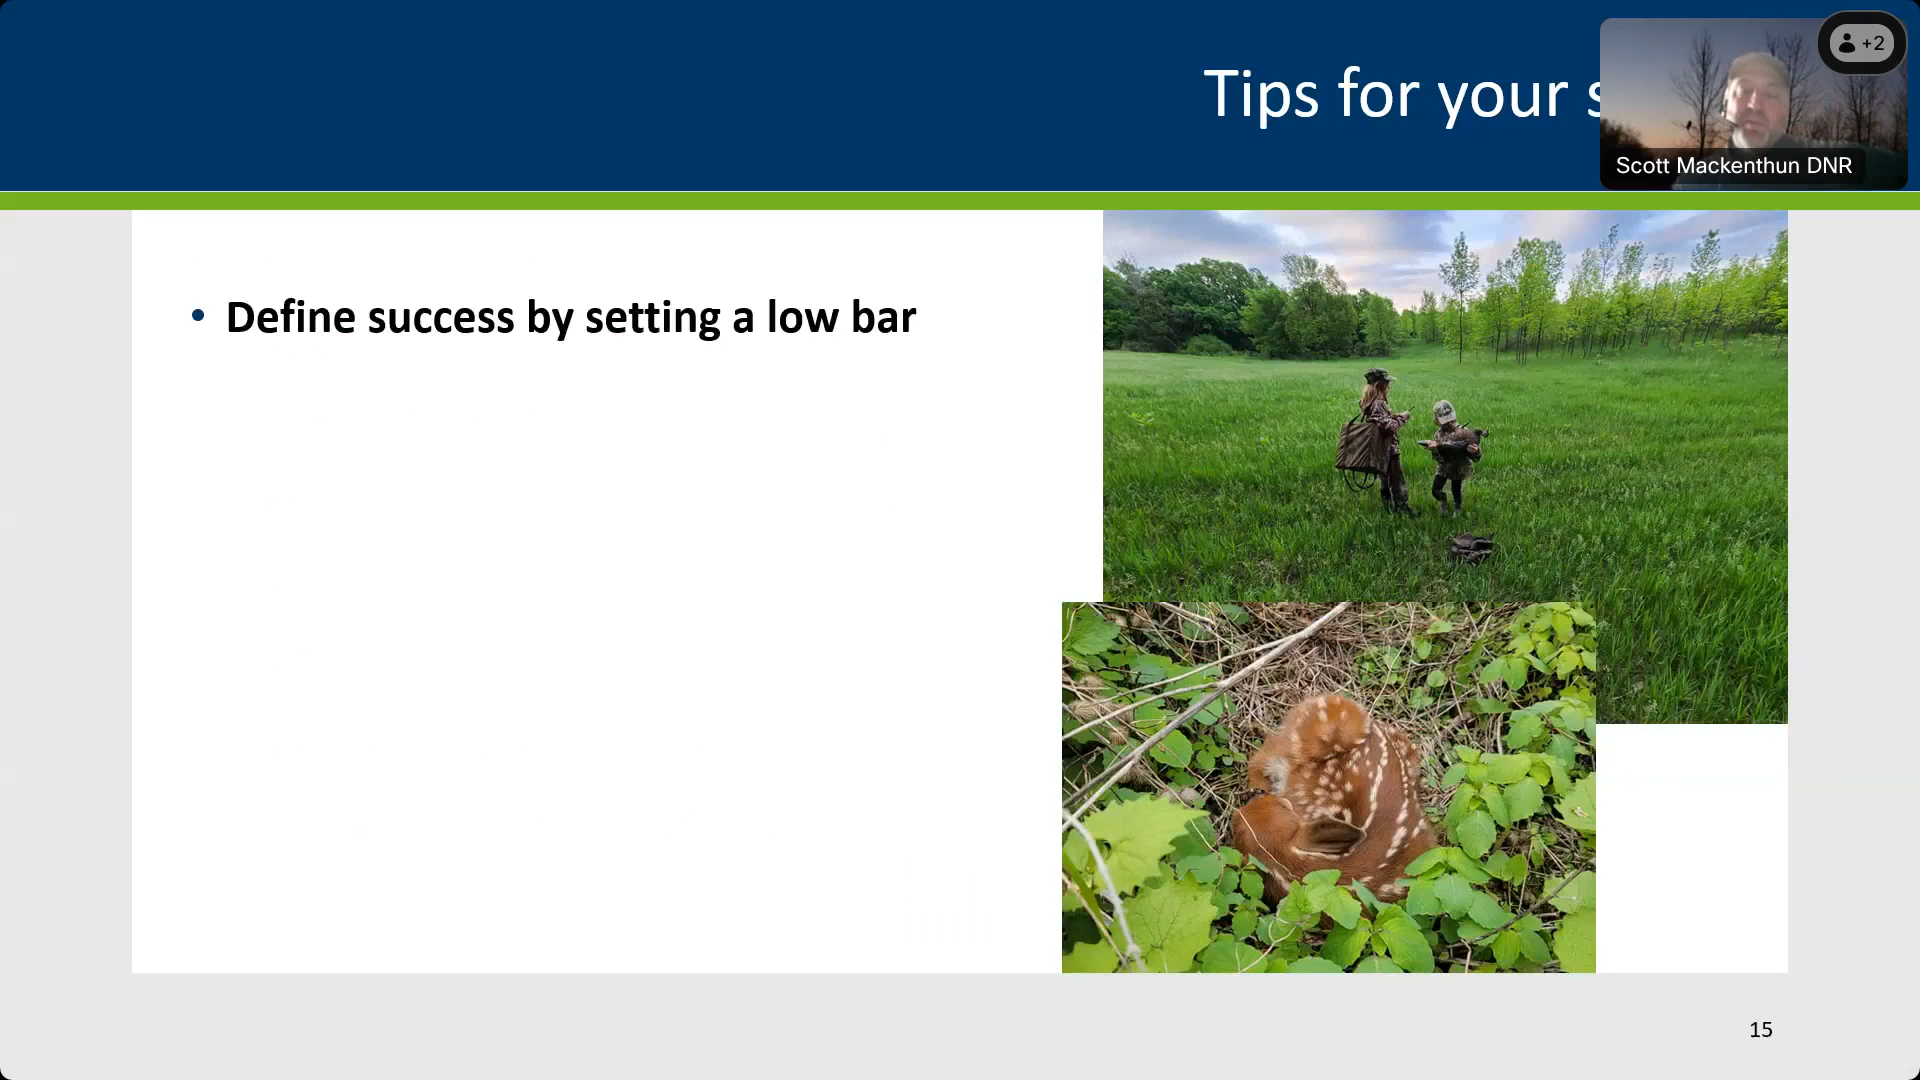 Tips for your
+2
Scott Mackenthun DNR
• Define success by setting a low bar
15